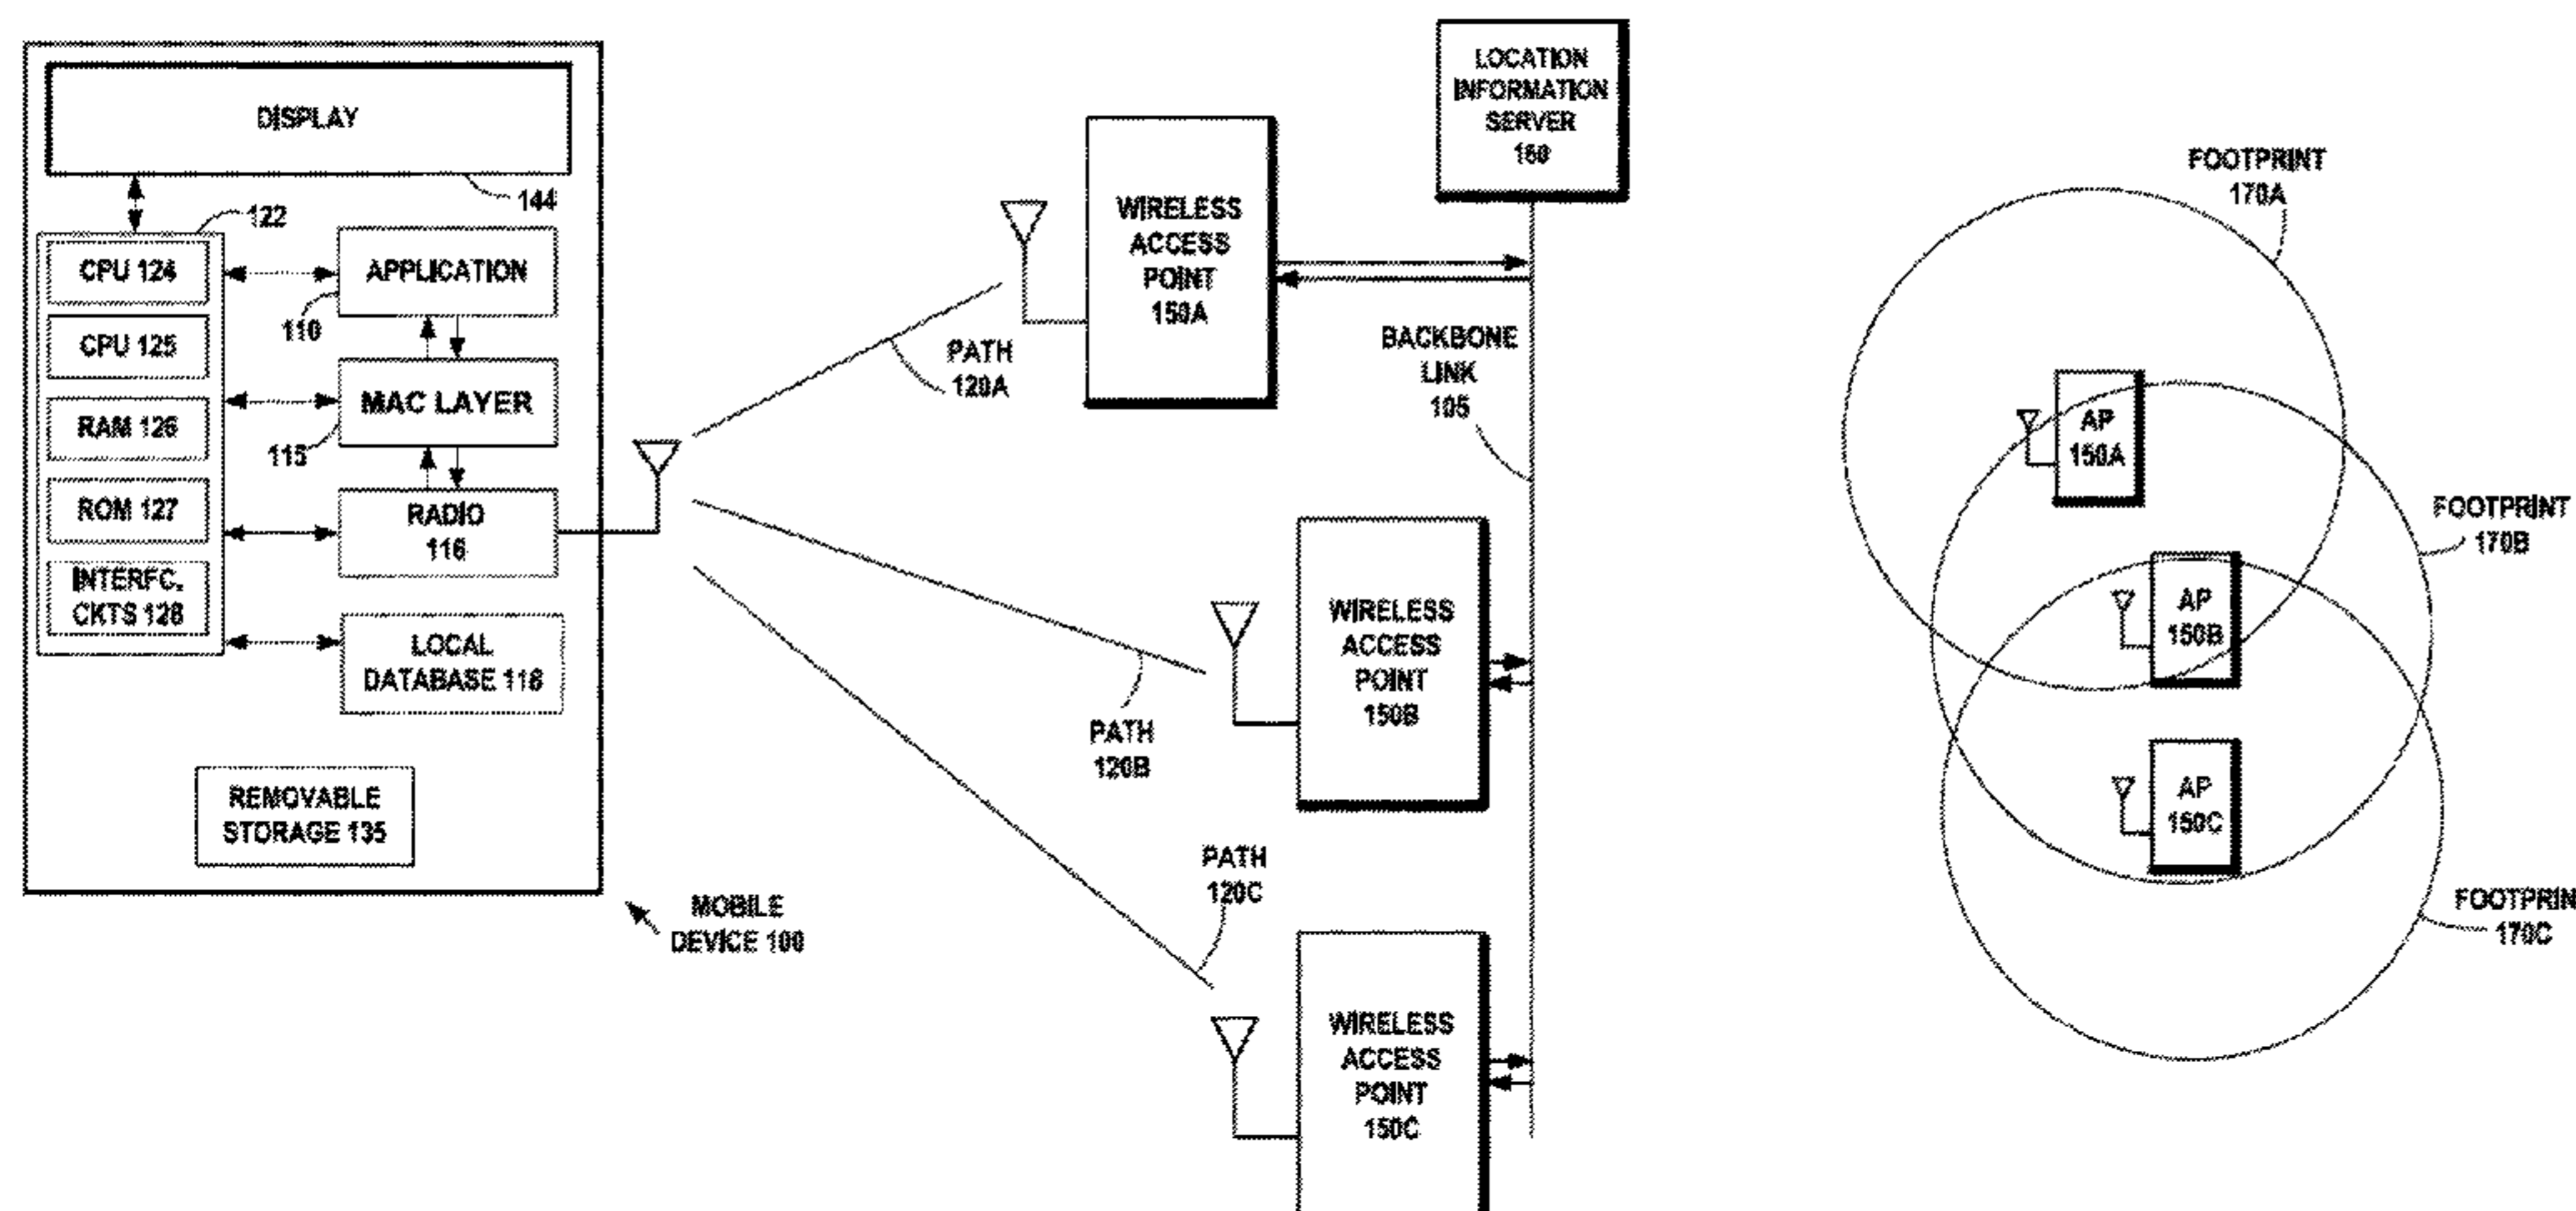 DISPLAY
144
122
CPU 124
CPU 125
RAM 126
ROM 127
INTERFC.
CKTS 128
APPLICATION
110
MAC LAYER
115
RADIO
116
LOCAL
DATABASE 118
REMOVABLE
STORAGE 135
MOBILE
DEVICE 100
PATH
120A
PATH
120B
PATH
120C
WIRELESS
ACCESS
POINT
150A
WIRELESS
ACCESS
POINT
150B
WIRELESS
ACCESS
POINT
150C
LOCATION
INFORMATION
SERVER
160
BACKBONE
LINK
105
FOOTPRINT
170A
AP
150A
FOOTPRINT
170B
AP
150B
AP
150C
FOOTPRIN
170C